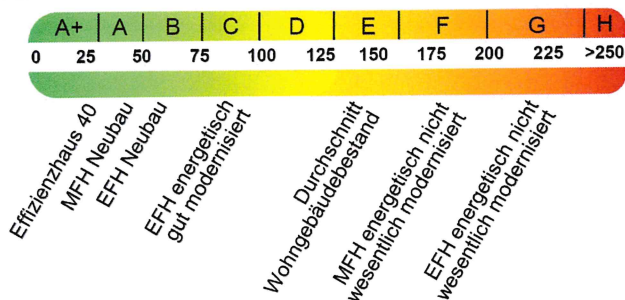 A+ A B C D E F G H
0 25 50 75 100 125 150 175 200 225 >250
Effizienzhaus 40
MFH Neubau
EFH Neubau
EFH energetisch
gut modernisiert
Durchschnitt
Wohngebäudebestand
MFH energetisch nicht
wesentlich modernisiert
EFH energetisch nicht
wesentlich modernisiert